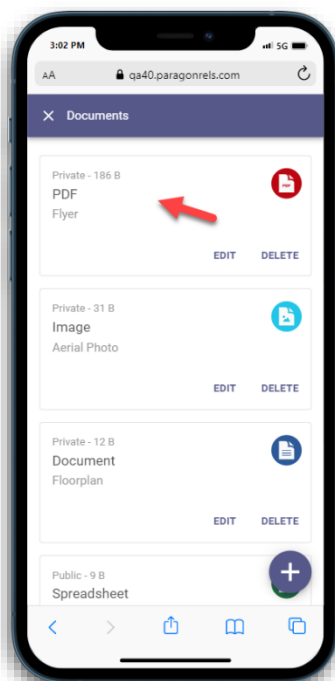 3:02 PM
5G
AA
qa40.paragonrels.com
Documents
Private - 186 B
PDF
PDF
Flyer
EDIT DELETE
Private - 31 B
Image
Aerial Photo
EDIT DELETE
Private - 12 B
Document
Floorplan
EDIT DELETE
Public - 9 B
Spreadsheet